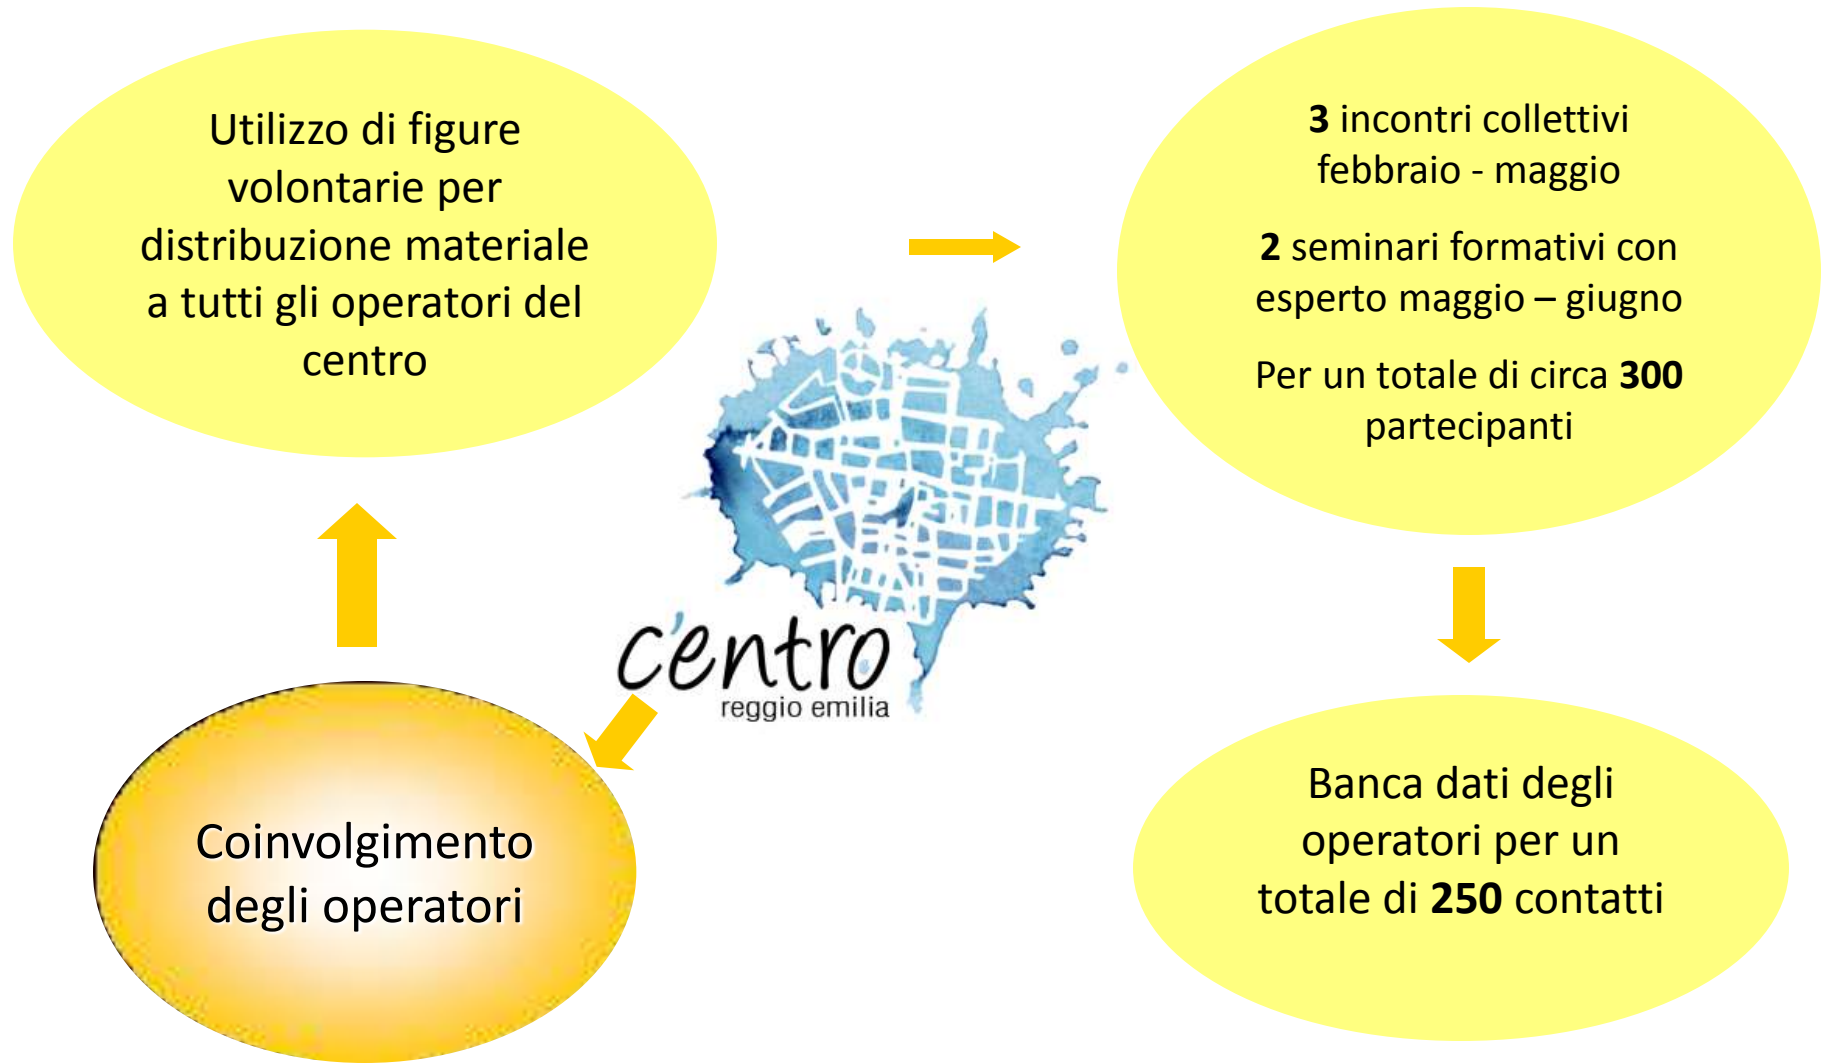 Utilizzo di figure
volontarie per
distribuzione materiale
a tutti gli operatori del
centro
3 incontri collettivi
febbraio - maggio
2 seminari formativi con
esperto maggio – giugno
Per un totale di circa 300
partecipanti
c'entro
reggio emilia
Coinvolgimento
degli operatori
Banca dati degli
operatori per un
totale di 250 contatti